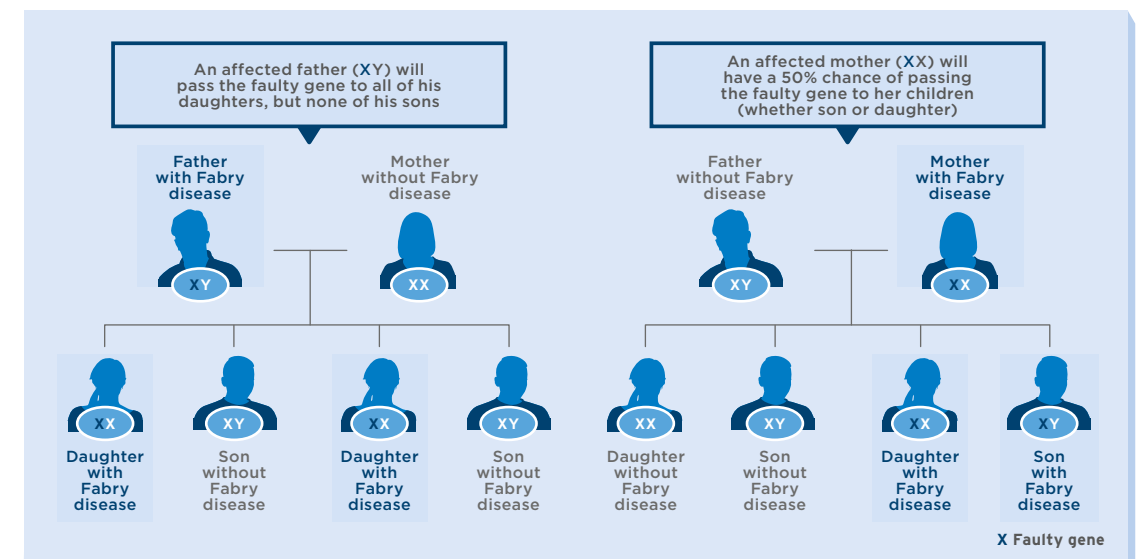 An affected father (XY) will
pass the faulty gene to all of his
daughters, but none of his sons
An affected mother (XX) will
have a 50% chance of passing
the faulty gene to her children
(whether son or daughter)
Father
with Fabry
disease
Mother
without Fabry
disease
Father
without Fabry
disease
Mother
with Fabry
disease
XY
XX
XY
XX
XX
XY
XX
XY
XX
XY
XX
XY
Daughter
with
Fabry
disease
Son
without
Fabry
disease
Daughter
with
Fabry
disease
Son
without
Fabry
disease
Daughter
without
Fabry
disease
Son
without
Fabry
disease
Daughter
with
Fabry
disease
Son
with
Fabry
disease
X Faulty gene